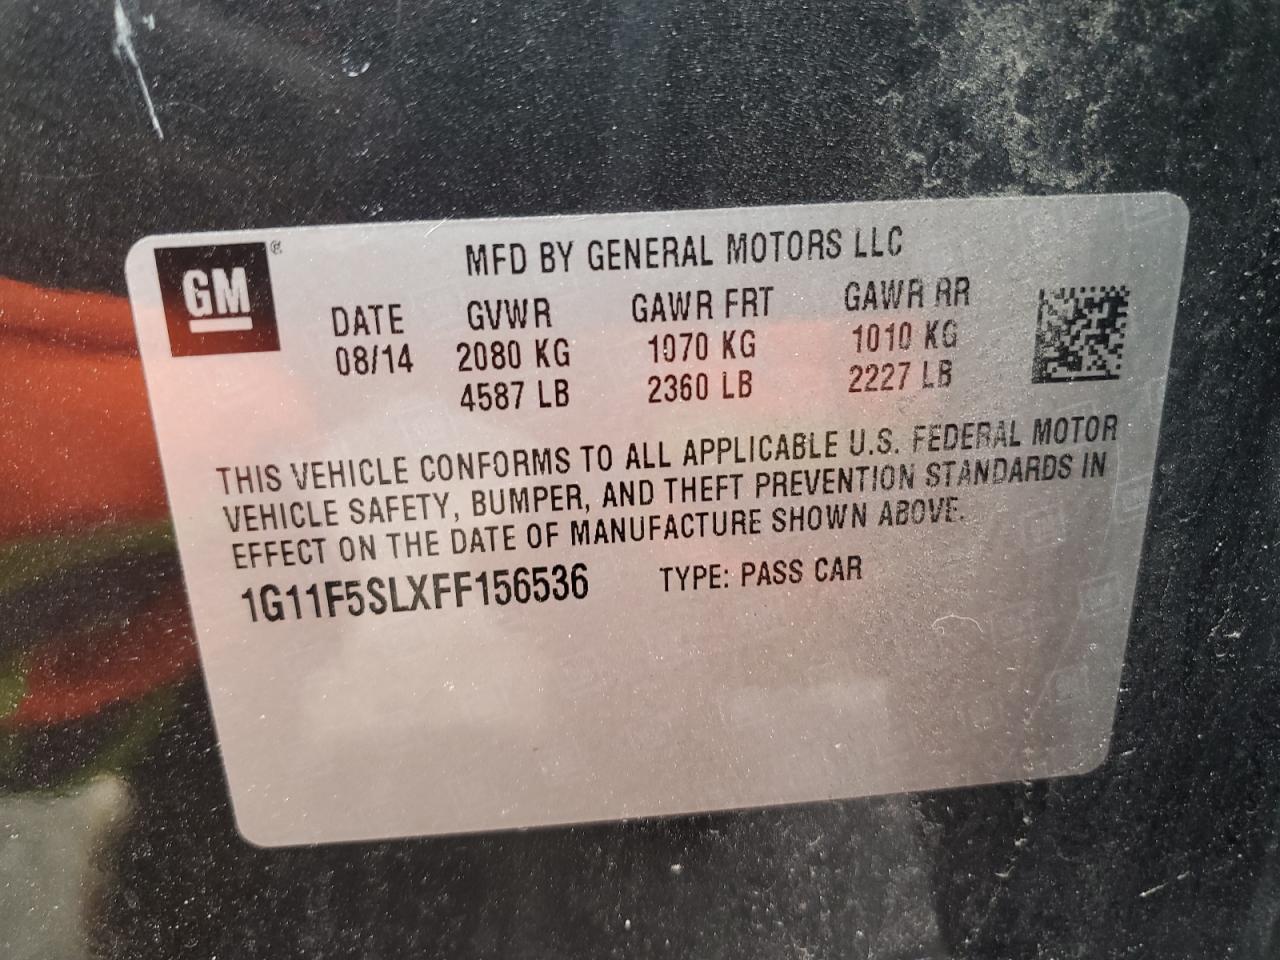 GM®
MFD BY GENERAL MOTORS LLC
DATE GVWR GAWR FRT GAWR RR
08/14 2080 KG 1070 KG 1010 KG
4587 LB 2360 LB 2227 LB
THIS VEHICLE CONFORMS TO ALL APPLICABLE U.S. FEDERAL MOTOR
VEHICLE SAFETY, BUMPER, AND THEFT PREVENTION STANDARDS IN
EFFECT ON THE DATE OF MANUFACTURE SHOWN ABOVE.
1G11F5SLXFF156536 TYPE: PASS CAR